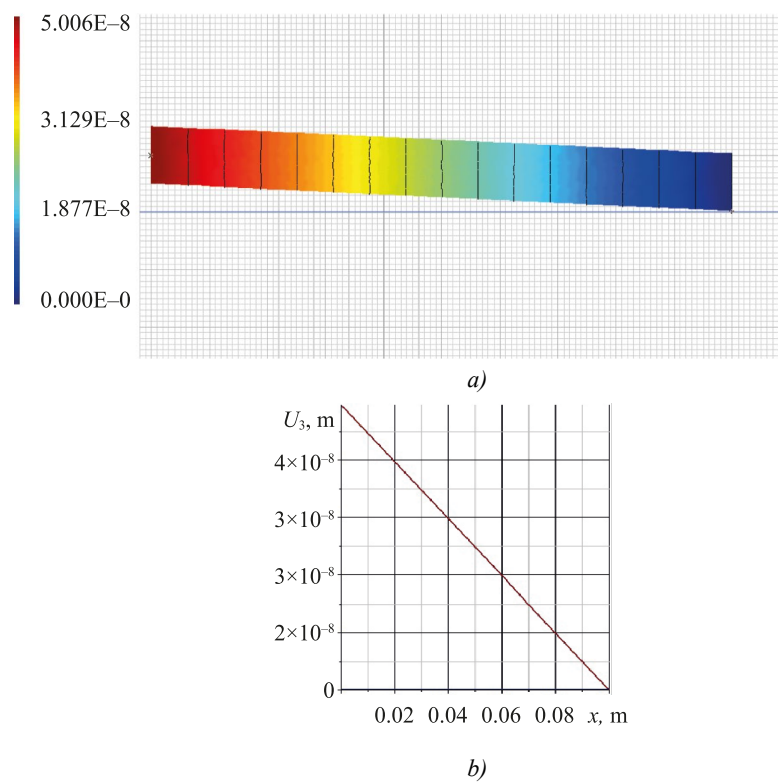 5.006E–8
3.129E–8
1.877E–8
0.000E–0
a)
U₃, m
4×10⁻⁸
3×10⁻⁸
3×10⁻⁸
2×10⁻⁸
0
0.02 0.04 0.06 0.08 x, m
b)